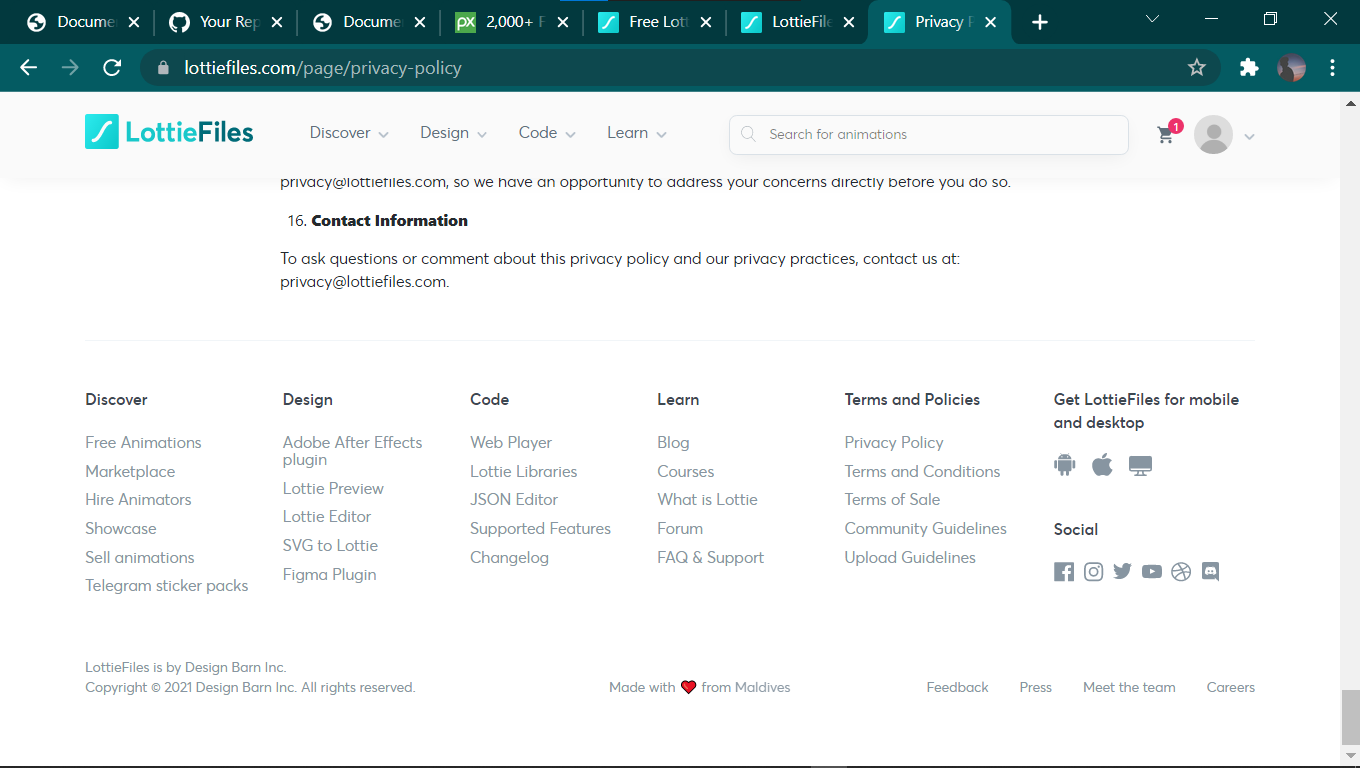 Docume
Your Rep
Docume
2,000+ F
Free Lott
LottieFile
Privacy P
lottiefiles.com/page/privacy-policy
LottieFiles
Discover
Design
Code
Learn
Search for animations
1
privacy@lottiefiles.com, so we have an opportunity to address your concerns directly before you do so.
16. Contact Information
To ask questions or comment about this privacy policy and our privacy practices, contact us at:
privacy@lottiefiles.com.
Discover
Free Animations
Marketplace
Hire Animators
Showcase
Sell animations
Telegram sticker packs
Design
Adobe After Effects
plugin
Lottie Preview
Lottie Editor
SVG to Lottie
Figma Plugin
Code
Web Player
Lottie Libraries
JSON Editor
Supported Features
Changelog
Learn
Blog
Courses
What is Lottie
Forum
FAQ & Support
Terms and Policies
Privacy Policy
Terms and Conditions
Terms of Sale
Community Guidelines
Upload Guidelines
Get LottieFiles for mobile
and desktop
Social
LottieFiles is by Design Barn Inc.
Copyright © 2021 Design Barn Inc. All rights reserved.
Made with ❤ from Maldives
Feedback
Press
Meet the team
Careers